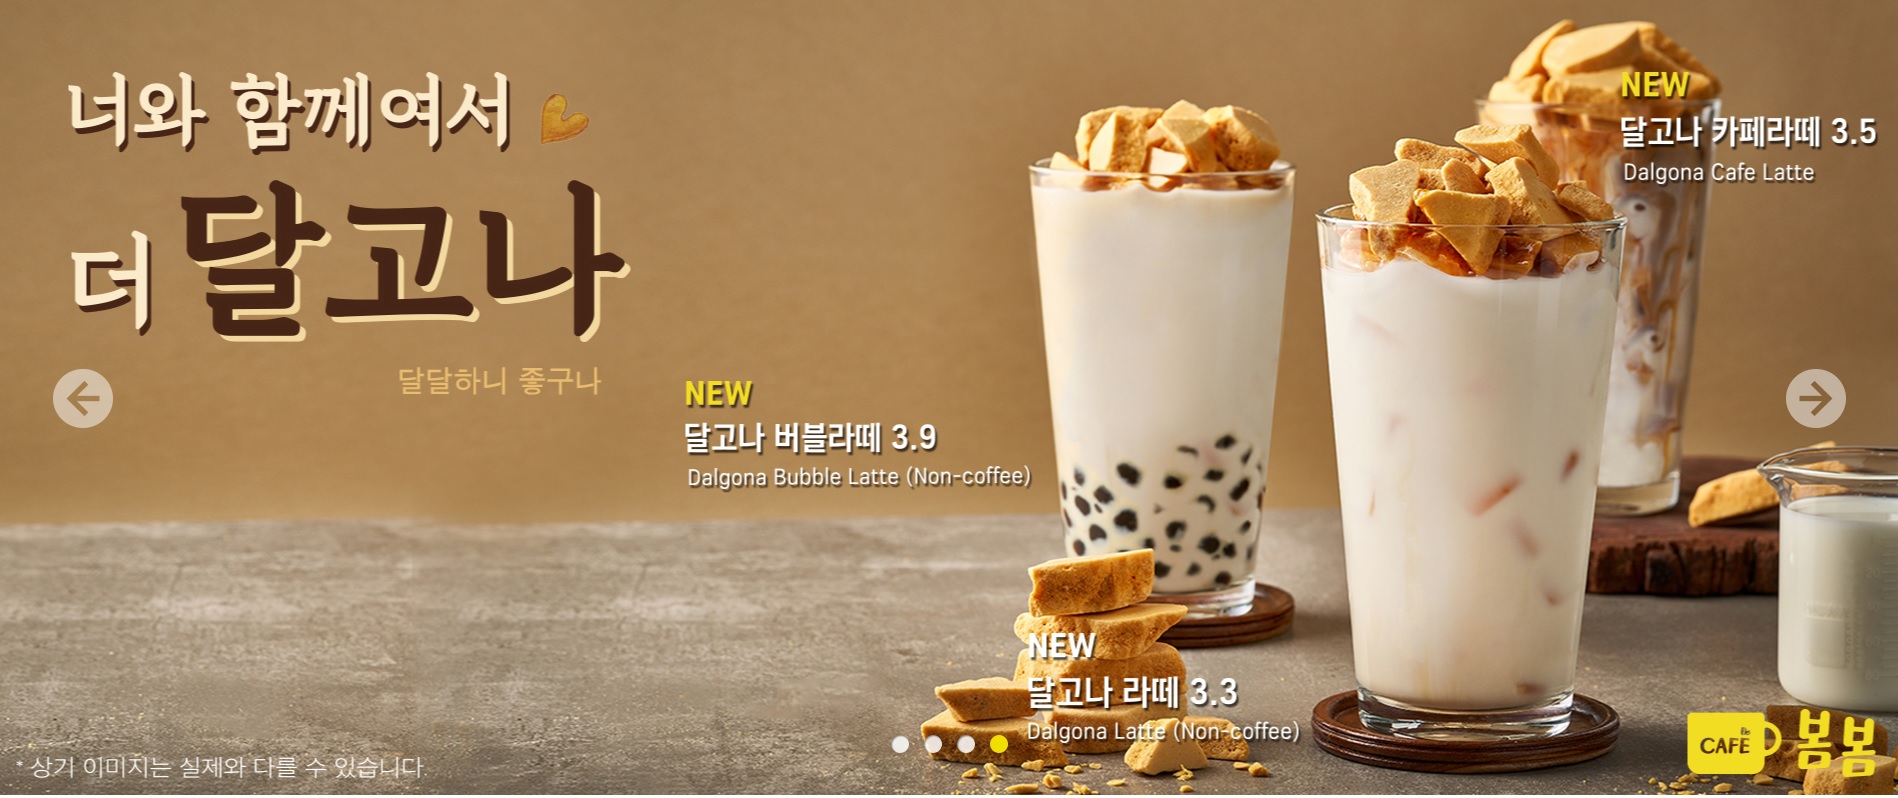 너와 함께여서
더 달고나
달달하니 좋구나
NEW
달고나 카페라떼 3.5
Dalgona Cafe Latte
NEW
달고나 버블라떼 3.9
Dalgona Bubble Latte (Non-coffee)
NEW
달고나 라떼 3.3
Dalgona Latte (Non-coffee)
* 상기 이미지는 실제와 다를 수 있습니다.
CAFE
봄봄